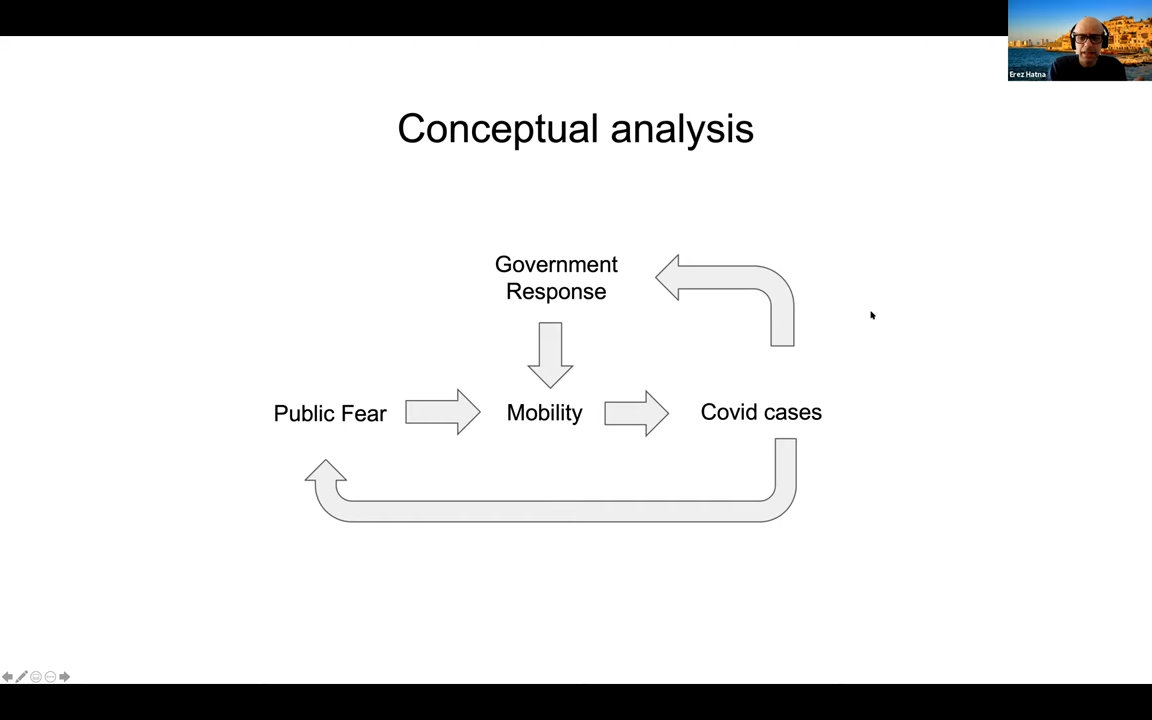 Erez Hatna
Conceptual analysis
Government
Response
Public Fear
Mobility
Covid cases